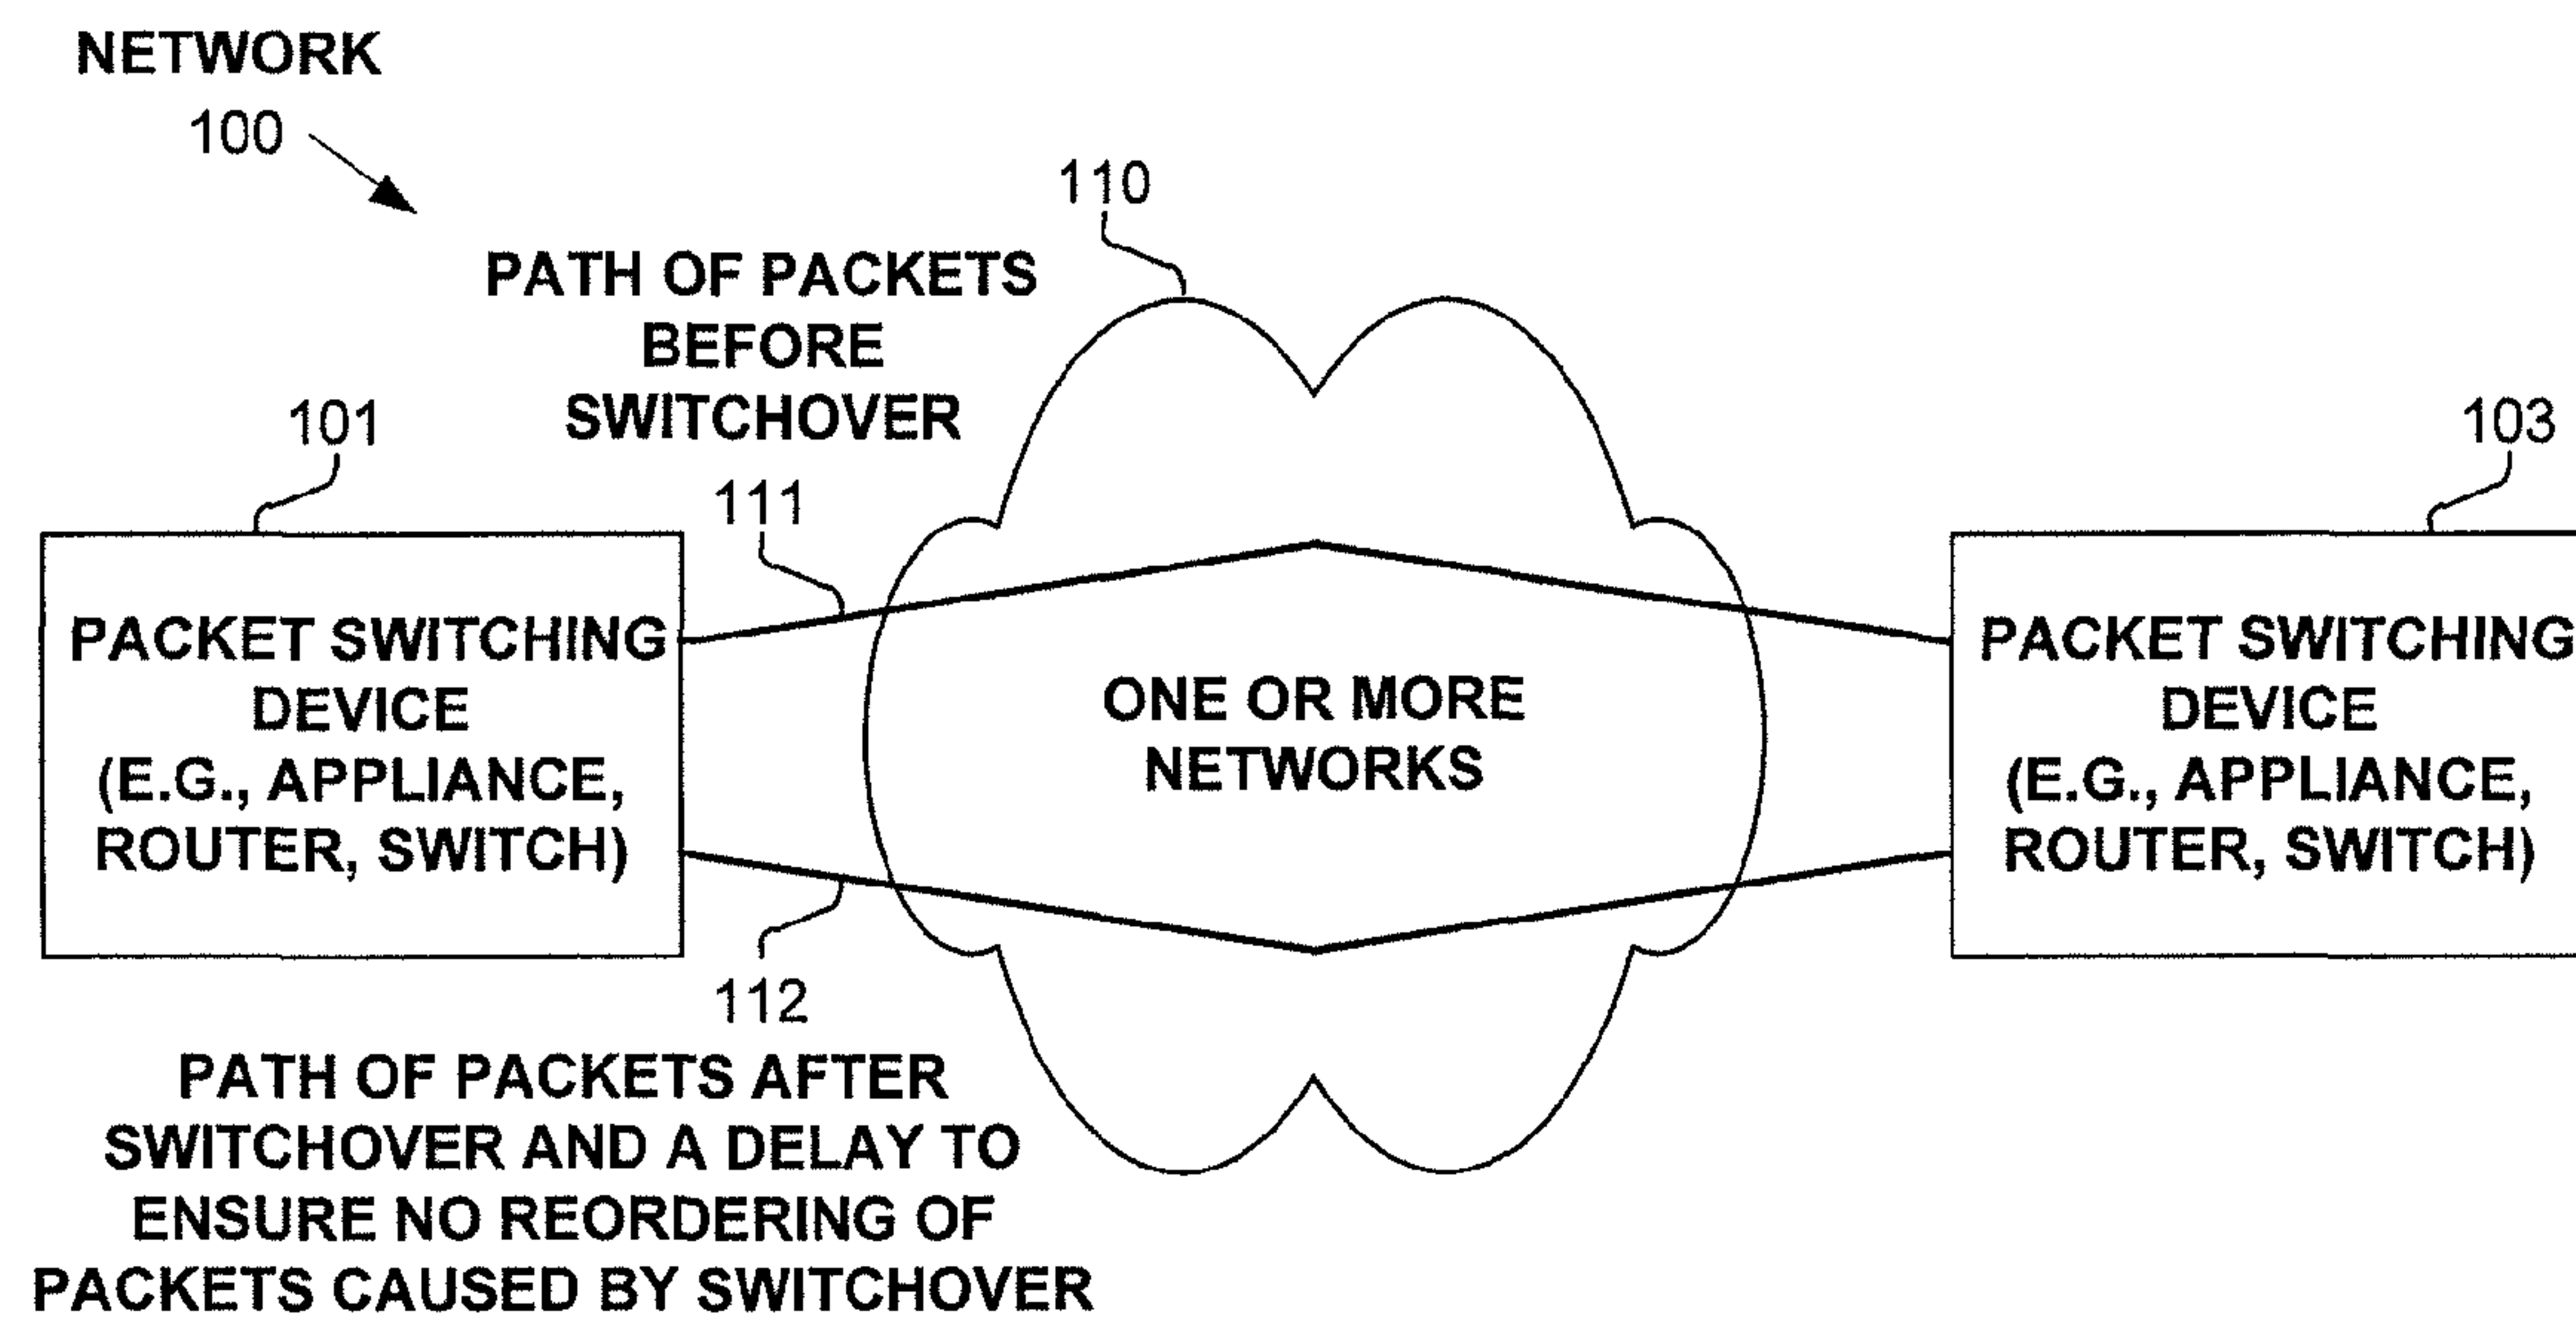 NETWORK
100
110
PATH OF PACKETS
BEFORE
SWITCHOVER
101
111
103
PACKET SWITCHING
DEVICE
(E.G., APPLIANCE,
ROUTER, SWITCH)
ONE OR MORE
NETWORKS
PACKET SWITCHING
DEVICE
(E.G., APPLIANCE,
ROUTER, SWITCH)
112
PATH OF PACKETS AFTER
SWITCHOVER AND A DELAY TO
ENSURE NO REORDERING OF
PACKETS CAUSED BY SWITCHOVER